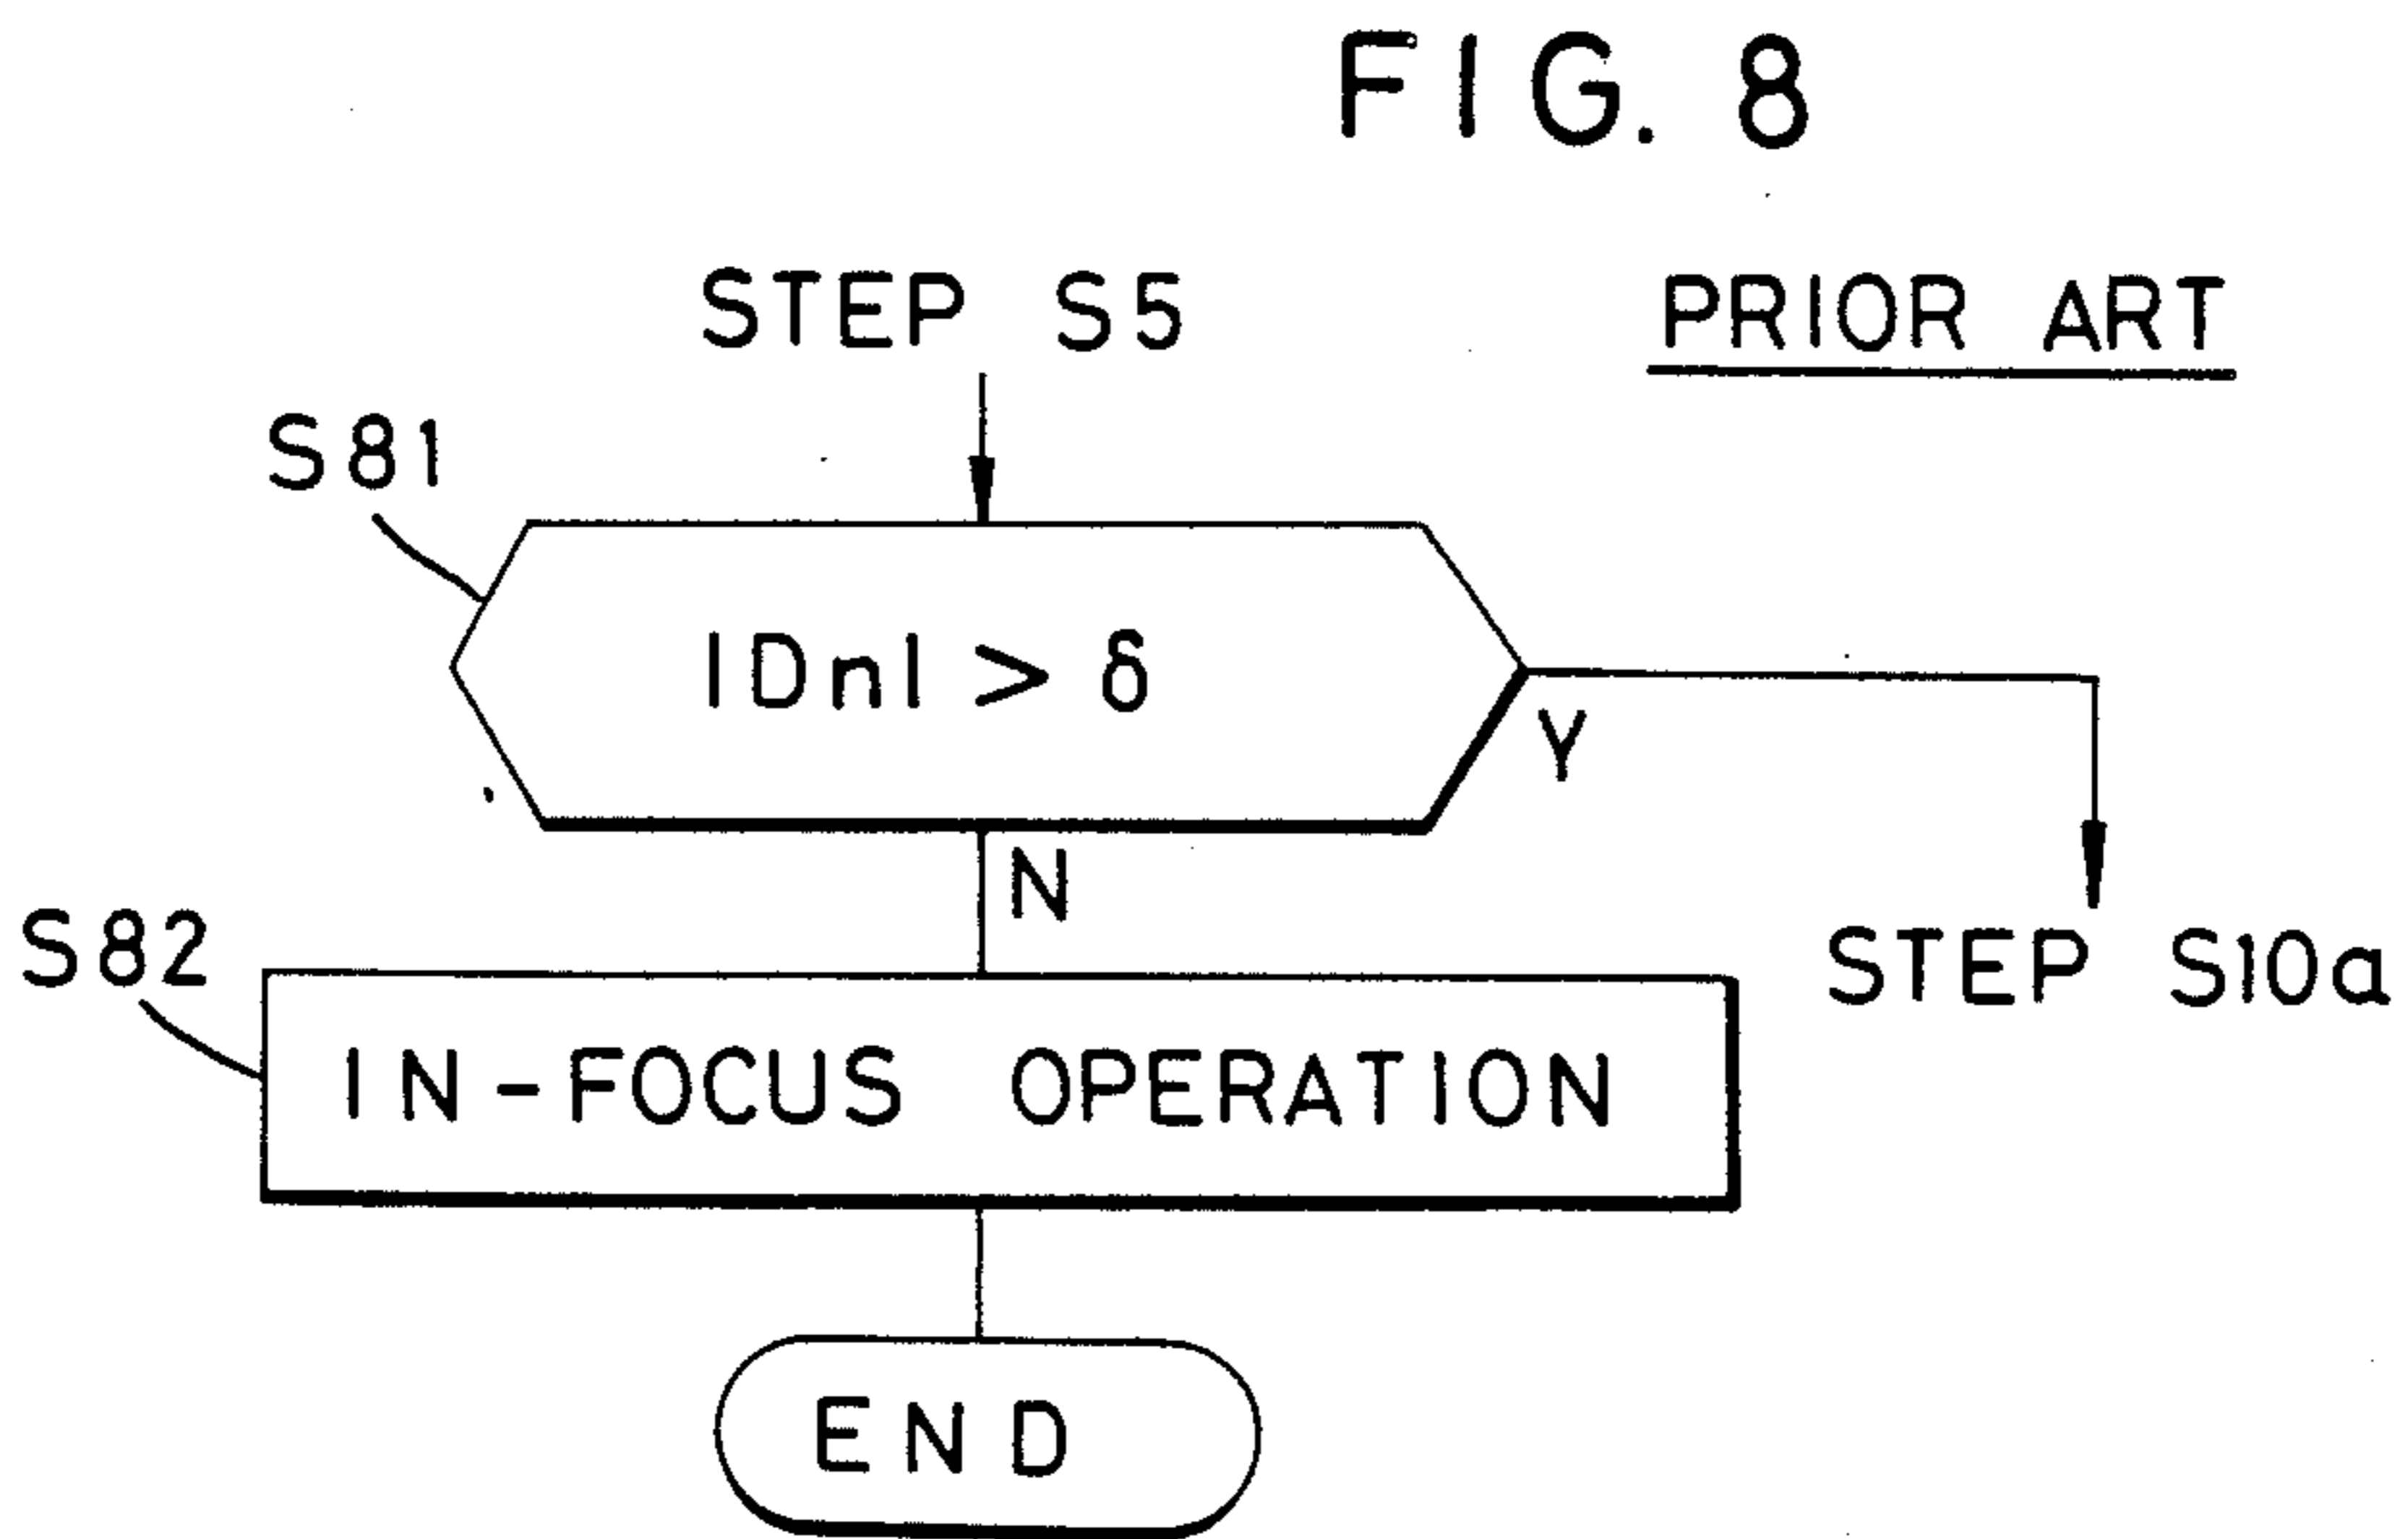 FIG. 8
STEP S5
PRIOR ART
S81
|Dn| > δ
Y
N
S82
STEP S10a
IN-FOCUS OPERATION
END